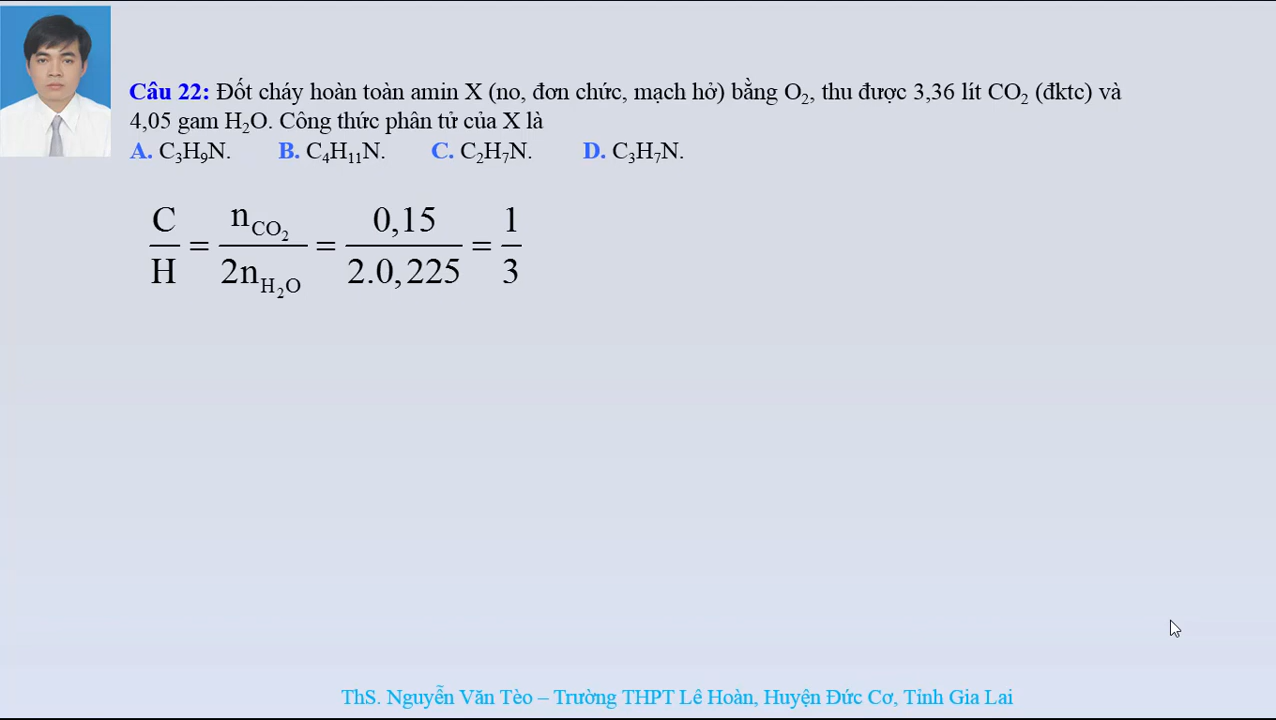 Câu 22: Đốt cháy hoàn toàn amin X (no, đơn chức, mạch hở) bằng O₂, thu được 3,36 lít CO₂ (đktc) và
4,05 gam H₂O. Công thức phân tử của X là
A. C₃H₉N. B. C₄H₁₁N. C. C₂H₇N. D. C₃H₇N.
C/H = n_CO₂/2n_H₂O = 0,15/2.0,225 = 1/3
ThS. Nguyễn Văn Tèo – Trường THPT Lê Hoàn, Huyện Đức Cơ, Tỉnh Gia Lai